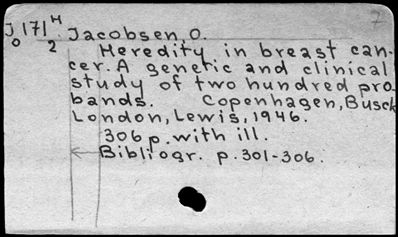 7
J 171 H Jacobsen, O.
0 2
Heredity in breast can-
cer. A genetic and clinical
study of two hundred pro-
bands. Copenhagen, Busck
London, Lewis, 1946.
306 p. with ill.
Bibliogr. p. 301-306.